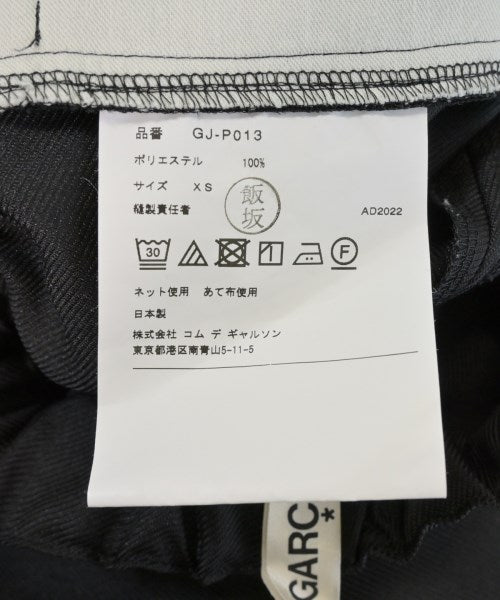 品番 GJ-P013
ポリエステル 100%
サイズ XS
飯坂
縫製責任者 AD2022
30 F
ネット使用 あて布使用
日本製
株式会社 コム デ ギャルソン
東京都港区南青山5-11-5
GARC
*